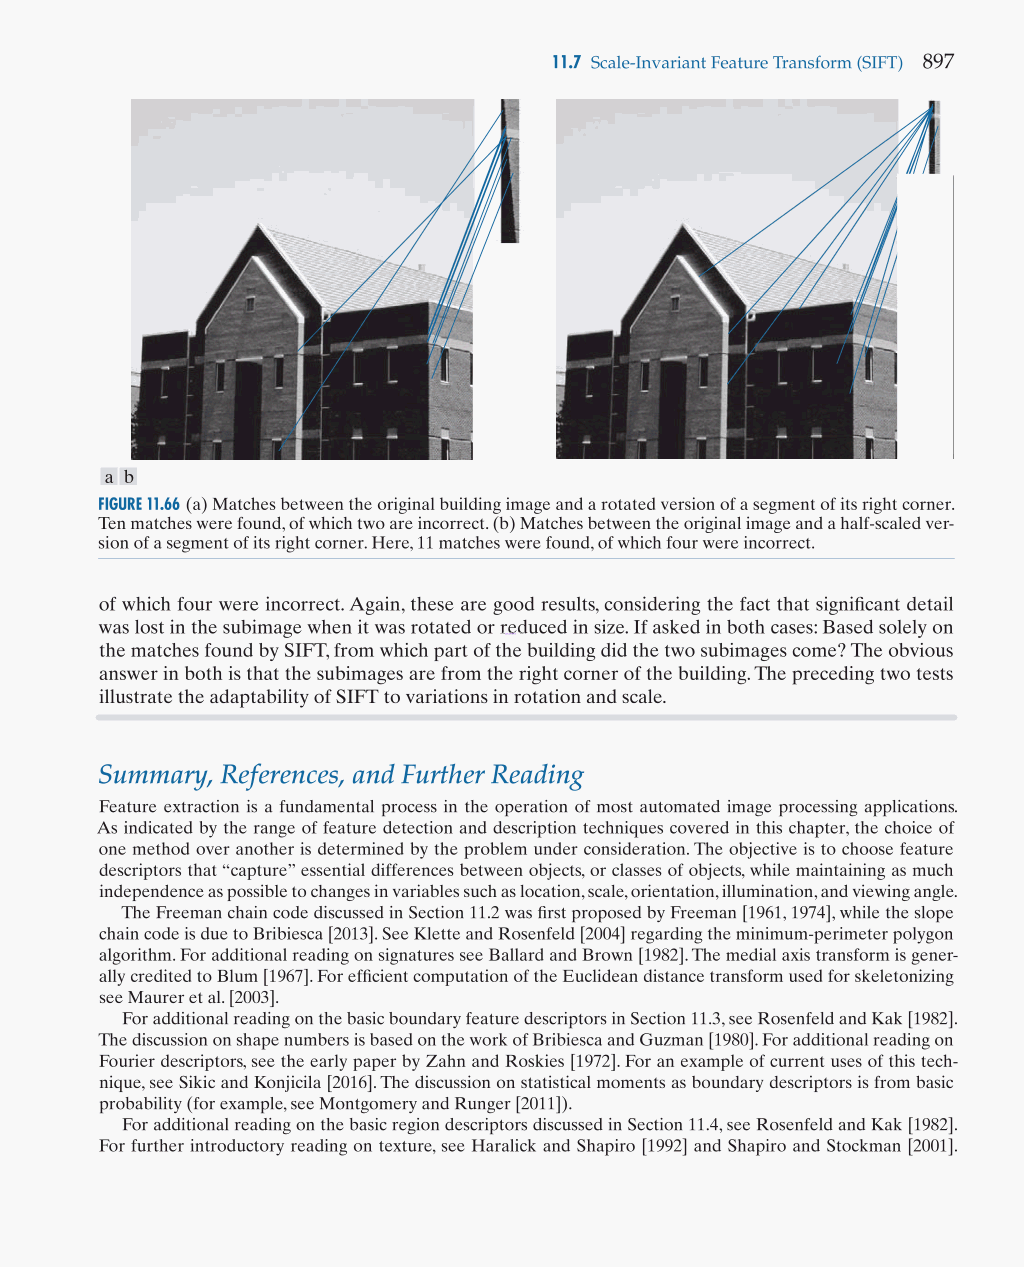 11.7 Scale-Invariant Feature Transform (SIFT) 897
a b
FIGURE 11.66 (a) Matches between the original building image and a rotated version of a segment of its right corner.
Ten matches were found, of which two are incorrect. (b) Matches between the original image and a half-scaled ver-
sion of a segment of its right corner. Here, 11 matches were found, of which four were incorrect.
of which four were incorrect. Again, these are good results, considering the fact that significant detail
was lost in the subimage when it was rotated or reduced in size. If asked in both cases: Based solely on
the matches found by SIFT, from which part of the building did the two subimages come? The obvious
answer in both is that the subimages are from the right corner of the building. The preceding two tests
illustrate the adaptability of SIFT to variations in rotation and scale.
Summary, References, and Further Reading
Feature extraction is a fundamental process in the operation of most automated image processing applications.
As indicated by the range of feature detection and description techniques covered in this chapter, the choice of
one method over another is determined by the problem under consideration. The objective is to choose feature
descriptors that “capture” essential differences between objects, or classes of objects, while maintaining as much
independence as possible to changes in variables such as location, scale, orientation, illumination, and viewing angle.
The Freeman chain code discussed in Section 11.2 was first proposed by Freeman [1961, 1974], while the slope
chain code is due to Bribiesca [2013]. See Klette and Rosenfeld [2004] regarding the minimum-perimeter polygon
algorithm. For additional reading on signatures see Ballard and Brown [1982]. The medial axis transform is gener-
ally credited to Blum [1967]. For efficient computation of the Euclidean distance transform used for skeletonizing
see Maurer et al. [2003].
For additional reading on the basic boundary feature descriptors in Section 11.3, see Rosenfeld and Kak [1982].
The discussion on shape numbers is based on the work of Bribiesca and Guzman [1980]. For additional reading on
Fourier descriptors, see the early paper by Zahn and Roskies [1972]. For an example of current uses of this tech-
nique, see Sikic and Konjicila [2016]. The discussion on statistical moments as boundary descriptors is from basic
probability (for example, see Montgomery and Runger [2011]).
For additional reading on the basic region descriptors discussed in Section 11.4, see Rosenfeld and Kak [1982].
For further introductory reading on texture, see Haralick and Shapiro [1992] and Shapiro and Stockman [2001].